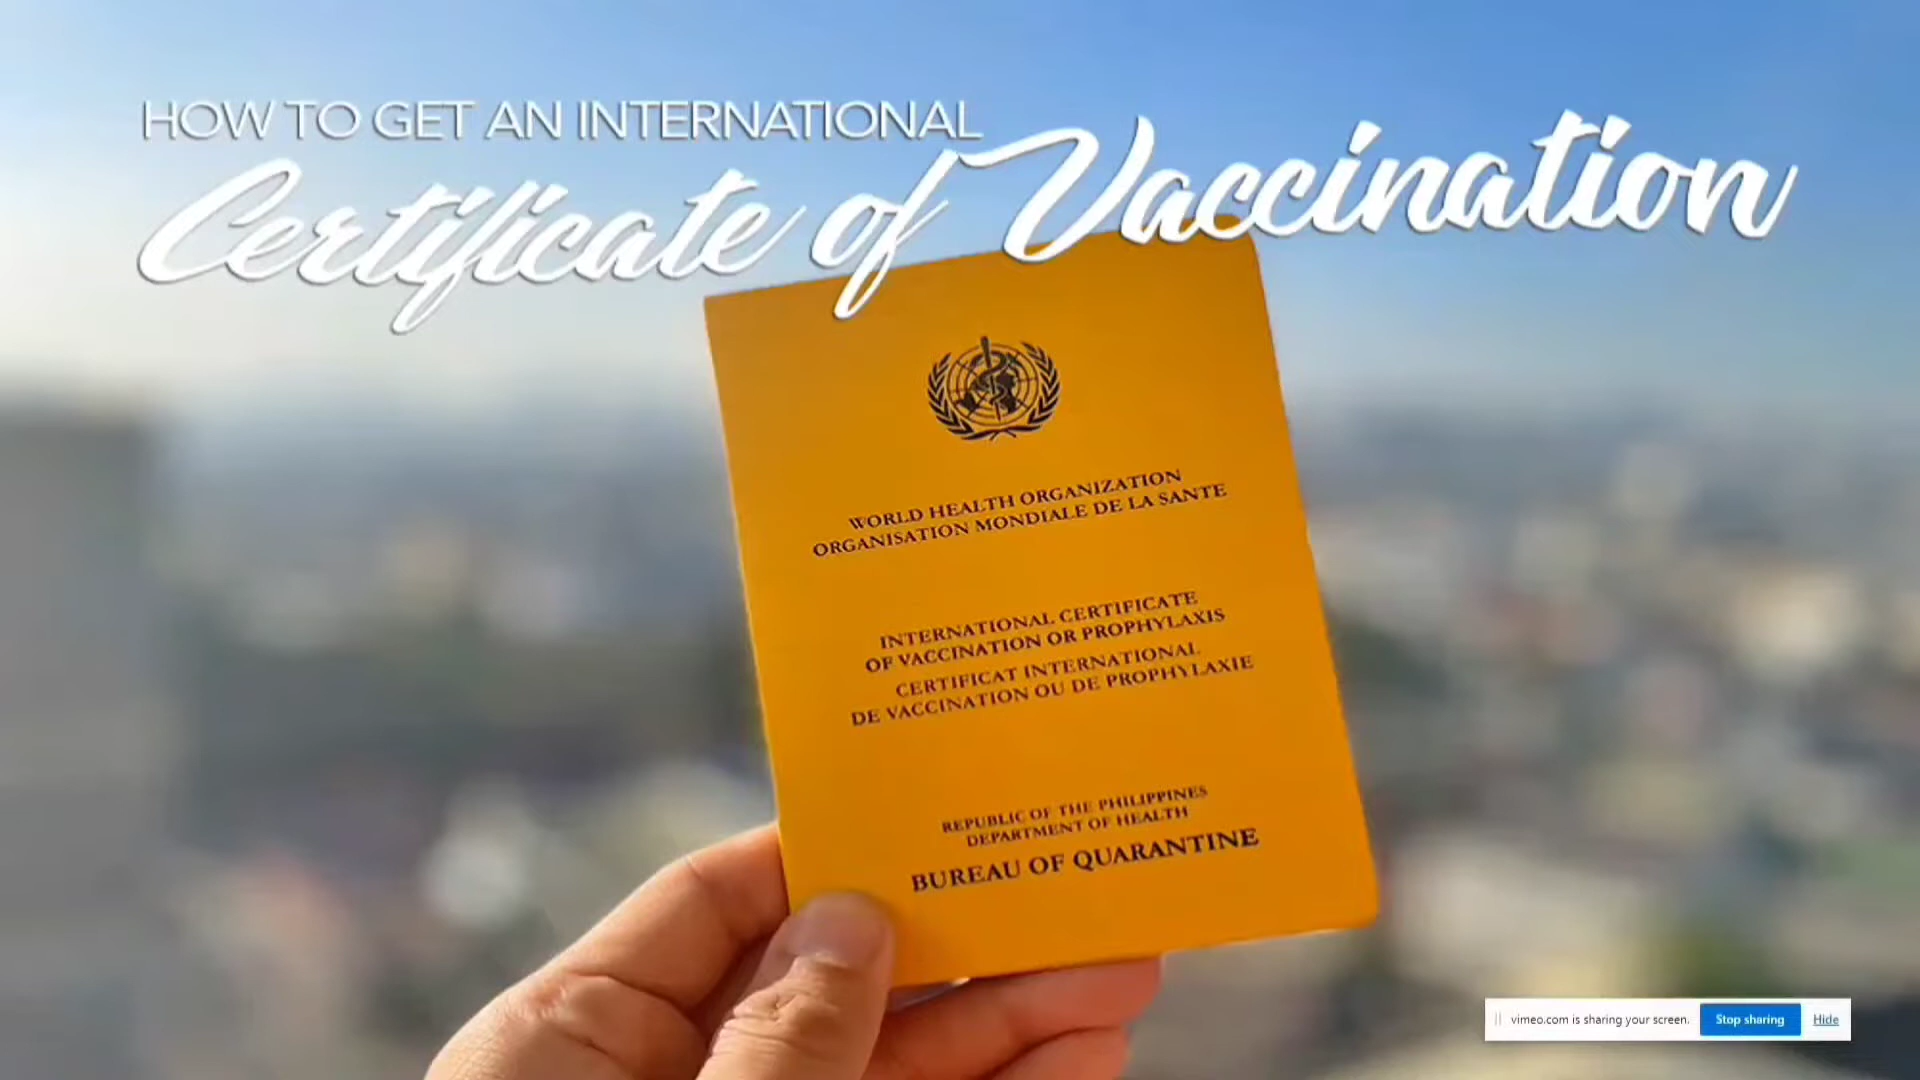 HOW TO GET AN INTERNATIONAL
Certificate of Vaccination
WORLD HEALTH ORGANIZATION
ORGANISATION MONDIALE DE LA SANTE
INTERNATIONAL CERTIFICATE
OF VACCINATION OR PROPHYLAXIS
CERTIFICAT INTERNATIONAL
DE VACCINATION OU DE PROPHYLAXIE
REPUBLIC OF THE PHILIPPINES
DEPARTMENT OF HEALTH
BUREAU OF QUARANTINE
vimeo.com is sharing your screen.
Stop sharing
Hide